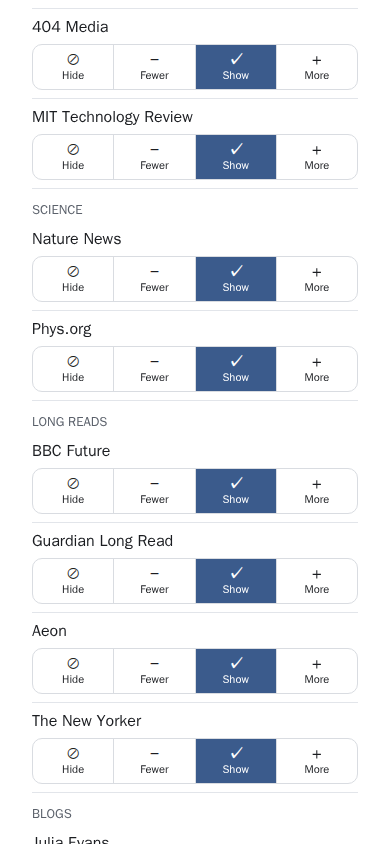 404 Media
Hide Fewer Show More
MIT Technology Review
Hide Fewer Show More
SCIENCE
Nature News
Hide Fewer Show More
Phys.org
Hide Fewer Show More
LONG READS
BBC Future
Hide Fewer Show More
Guardian Long Read
Hide Fewer Show More
Aeon
Hide Fewer Show More
The New Yorker
Hide Fewer Show More
BLOGS
Julia Evans